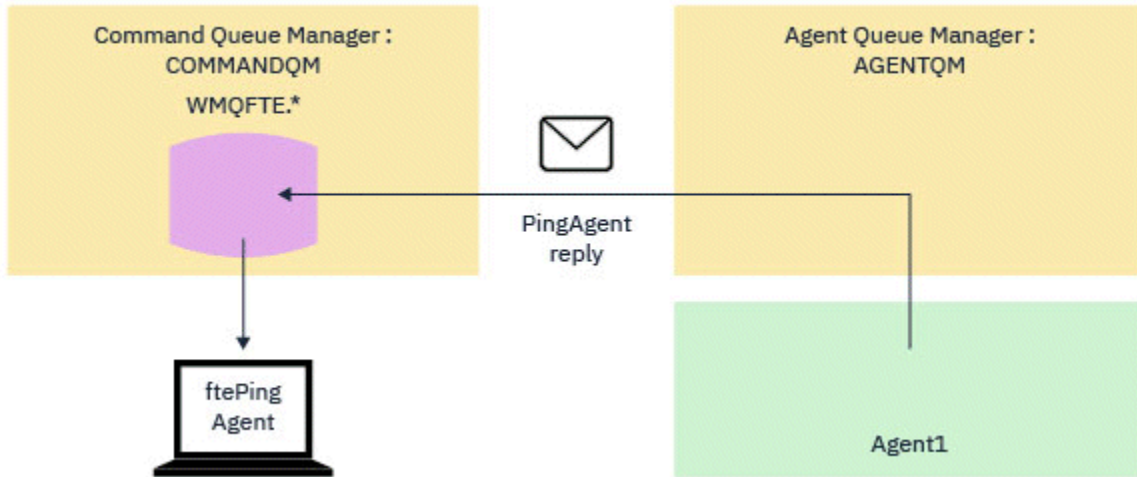 Command Queue Manager :
COMMANDQM
WMQFTE.*
Agent Queue Manager :
AGENTQM
PingAgent
reply
ftePing
Agent
Agent1